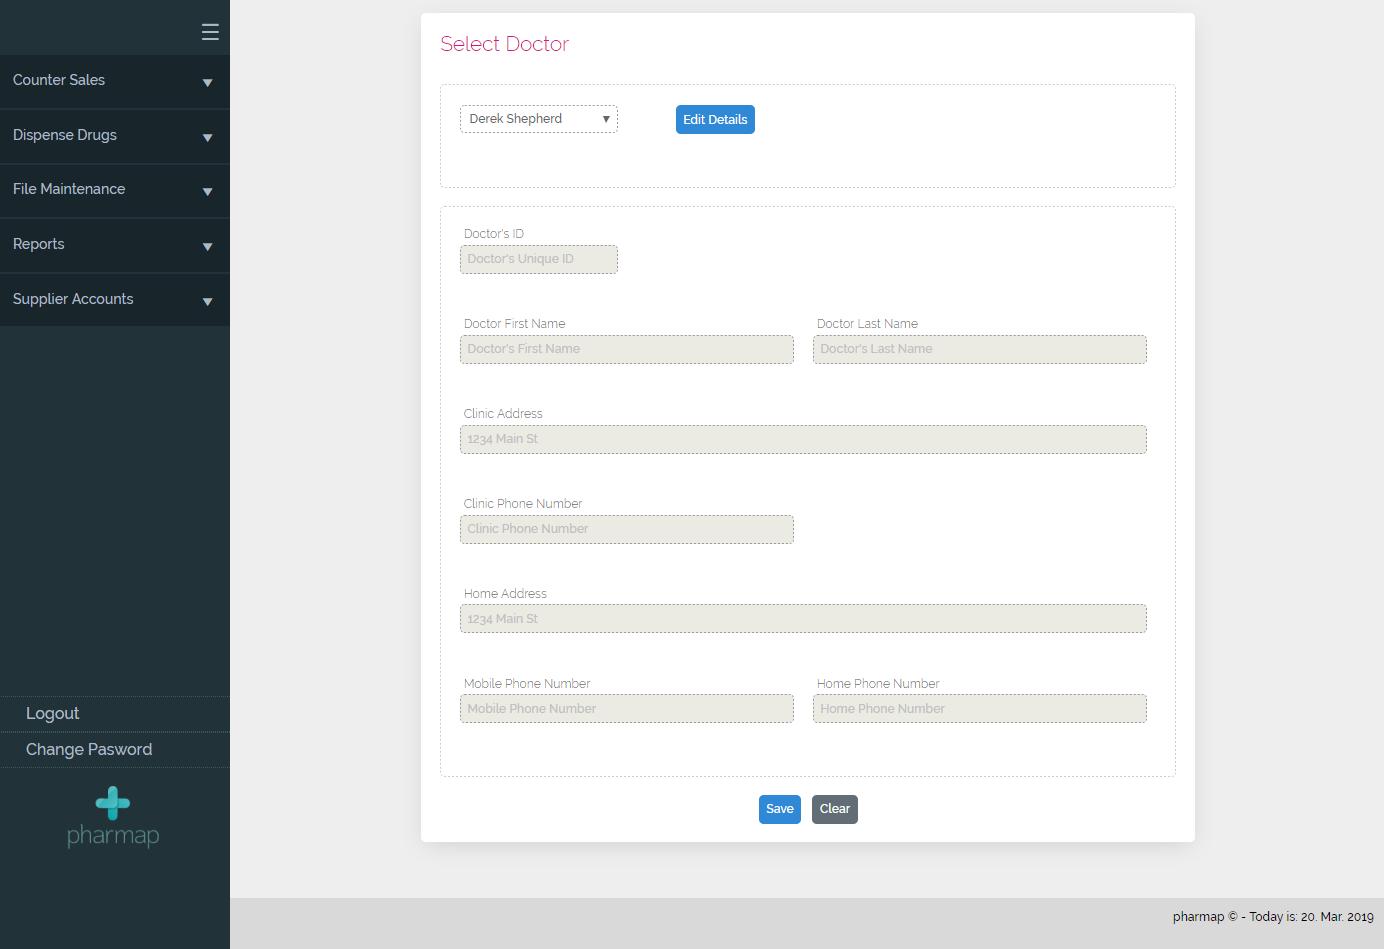 ☰
Counter Sales ▼
Dispense Drugs ▼
File Maintenance ▼
Reports ▼
Supplier Accounts ▼
Logout
Change Pasword
pharmap
Select Doctor
Derek Shepherd ▼ Edit Details
Doctor's ID
Doctor's Unique ID
Doctor First Name Doctor Last Name
Doctor's First Name Doctor's Last Name
Clinic Address
1234 Main St
Clinic Phone Number
Clinic Phone Number
Home Address
1234 Main St
Mobile Phone Number Home Phone Number
Mobile Phone Number Home Phone Number
Save Clear
pharmap © - Today is: 20. Mar. 2019